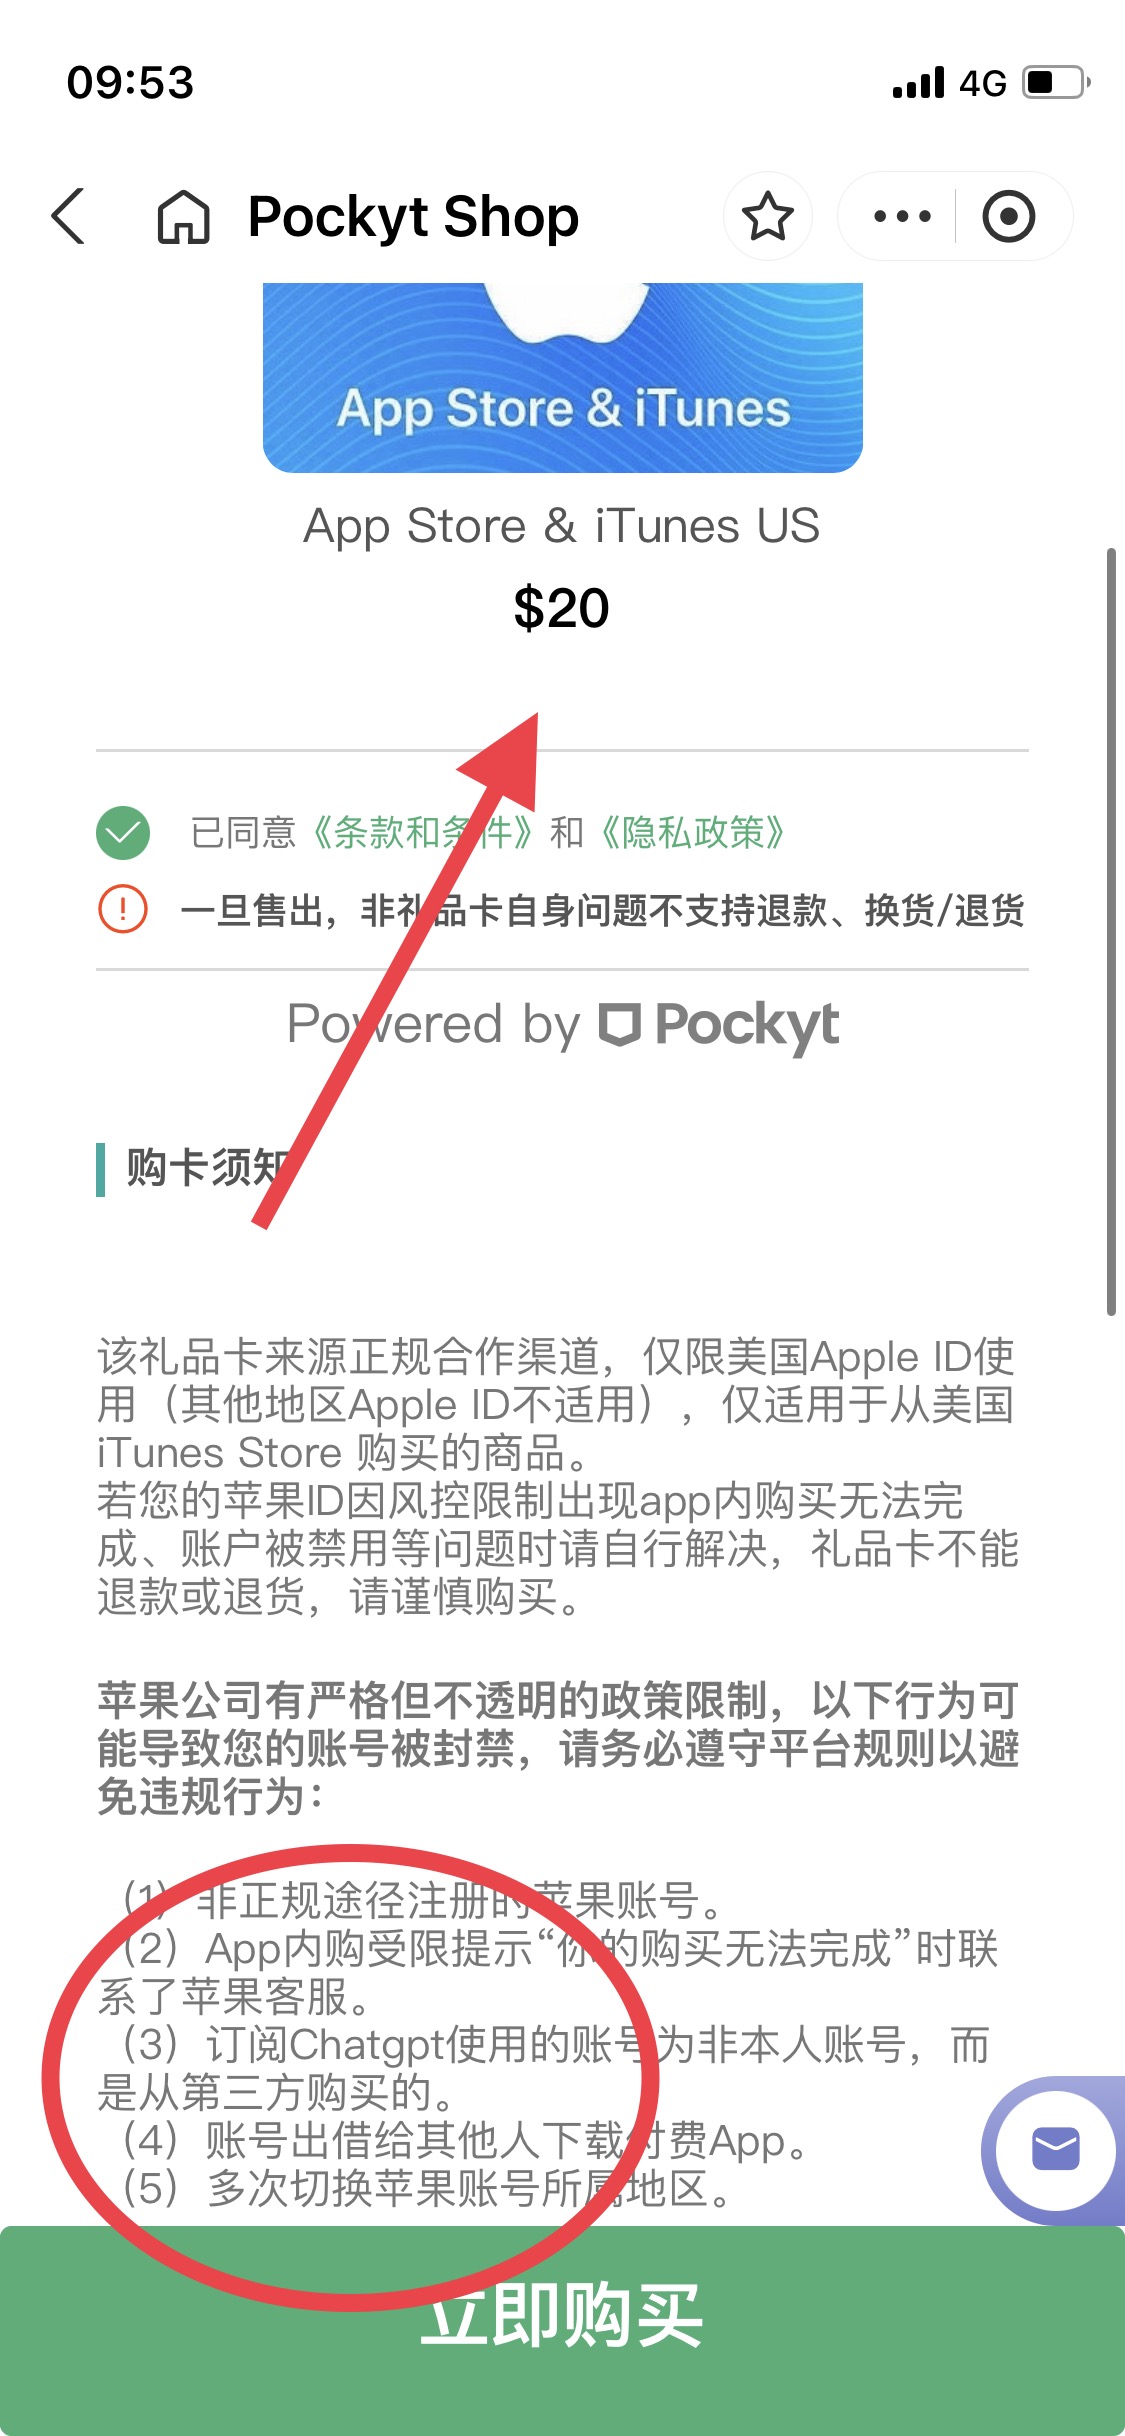 09:53
4G
Pockyt Shop
App Store & iTunes
App Store & iTunes US
$20
已同意《条款和条件》和《隐私政策》
一旦售出，非礼品卡自身问题不支持退款、换货/退货
Powered by Pockyt
购卡须知
该礼品卡来源正规合作渠道，仅限美国Apple ID使
用（其他地区Apple ID不适用），仅适用于从美国
iTunes Store 购买的商品。
若您的苹果ID因风控限制出现app内购买无法完
成、账户被禁用等问题时请自行解决，礼品卡不能
退款或退货，请谨慎购买。
苹果公司有严格但不透明的政策限制，以下行为可
能导致您的账号被封禁，请务必遵守平台规则以避
免违规行为：
（1）非正规途径注册的苹果账号。
（2）App内购受限提示“你的购买无法完成”时联
系了苹果客服。
（3）订阅Chatgpt使用的账号为非本人账号，而
是从第三方购买的。
（4）账号出借给其他人下载付费App。
（5）多次切换苹果账号所属地区。
立即购买